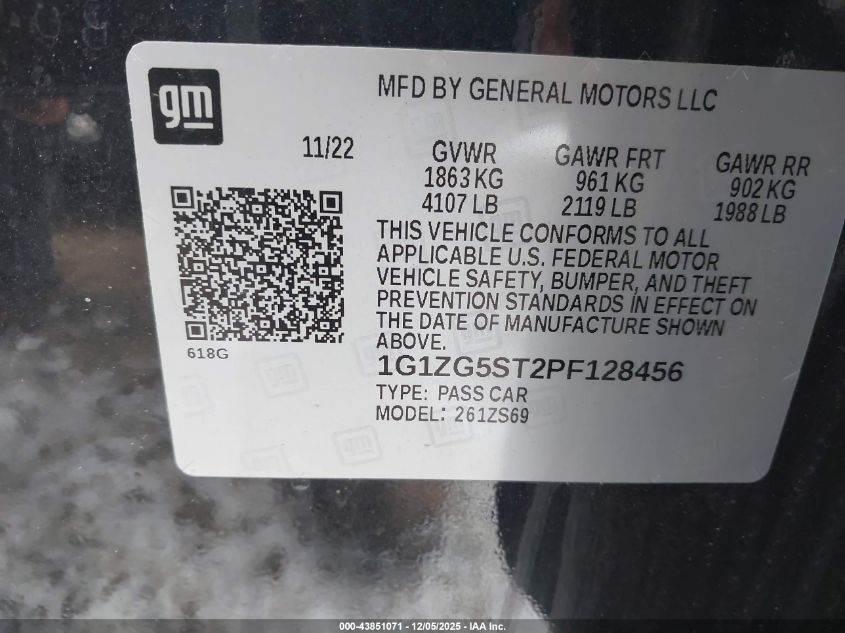 gm
MFD BY GENERAL MOTORS LLC
11/22
GVWR
1863 KG
4107 LB
GAWR FRT
961 KG
2119 LB
GAWR RR
902 KG
1988 LB
THIS VEHICLE CONFORMS TO ALL
APPLICABLE U.S. FEDERAL MOTOR
VEHICLE SAFETY, BUMPER, AND THEFT
PREVENTION STANDARDS IN EFFECT ON
THE DATE OF MANUFACTURE SHOWN
ABOVE.
618G
1G1ZG5ST2PF128456
TYPE: PASS CAR
MODEL: 261ZS69
000-43851071 - 12/05/2025 - IAA Inc.